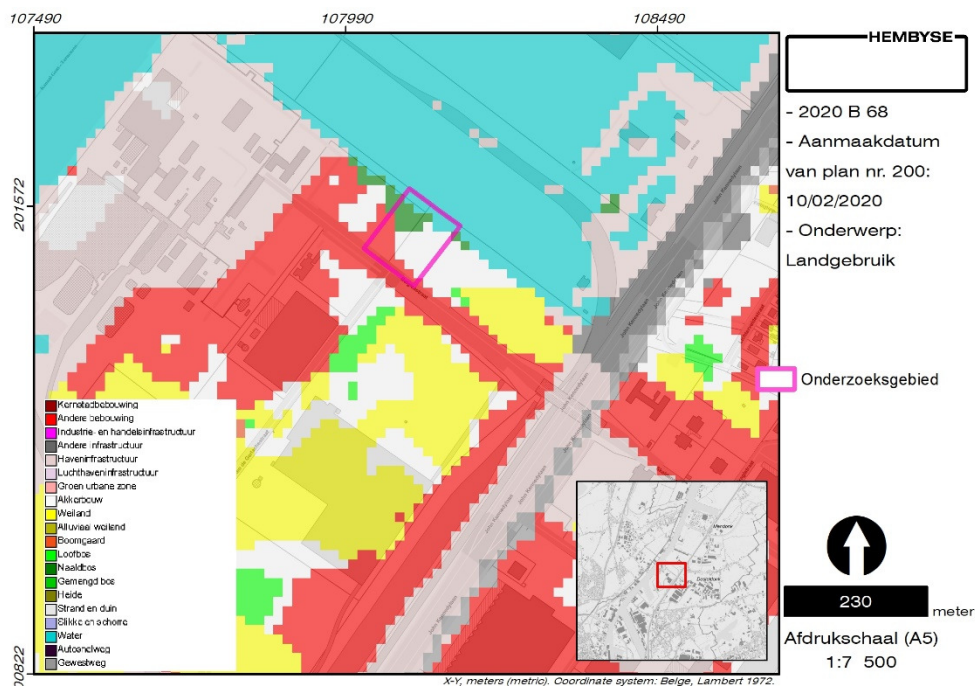 107490
107990
108490
201572
00822
HEMBYSE
- 2020 B 68
- Aanmaakdatum
van plan nr. 200:
10/02/2020
- Onderwerp:
Landgebruik
Onderzoeksgebied
Kernstadbebouwing
Andere bebouwing
Industrie- en handelsinfrastructuur
Andere infrastructuur
Haveninfrastructuur
Luchthaveninfrastructuur
Groen urbane zone
Akkerbouw
Weiland
Alluviaal weiland
Boomgaard
Loofbos
Naaldbos
Gemengd bos
Heide
Strand en duin
Slikke en schorre
Water
Autosnelweg
Gewestweg
230
meter
Afdrukschaal (A5)
1:7 500
X-Y, meters (metric). Coordinate system: Belge, Lambert 1972.